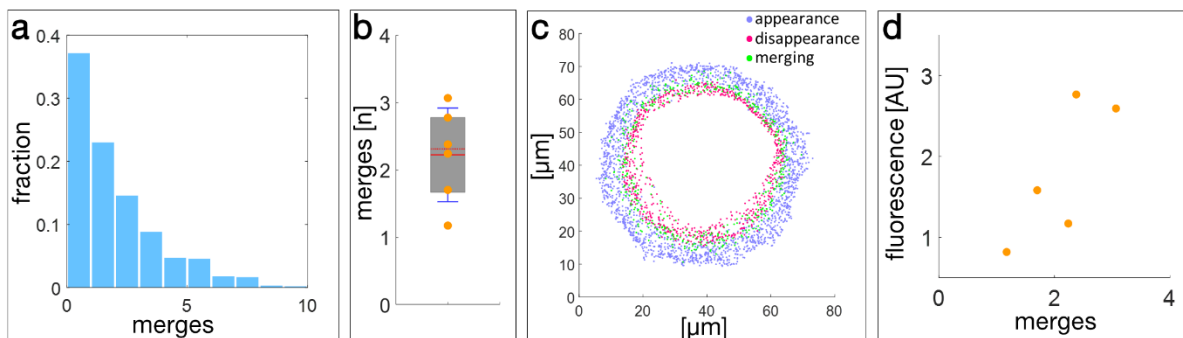 a
0.4
0.3
0.2
0.1
0
fraction
0
5
10
merges
b
4
3
2
1
0
merges [n]
c
appearance
disappearance
merging
80
70
60
50
40
30
20
10
0
[µm]
0
20
40
60
80
[µm]
d
3
2
1
fluorescence [AU]
0
2
4
merges